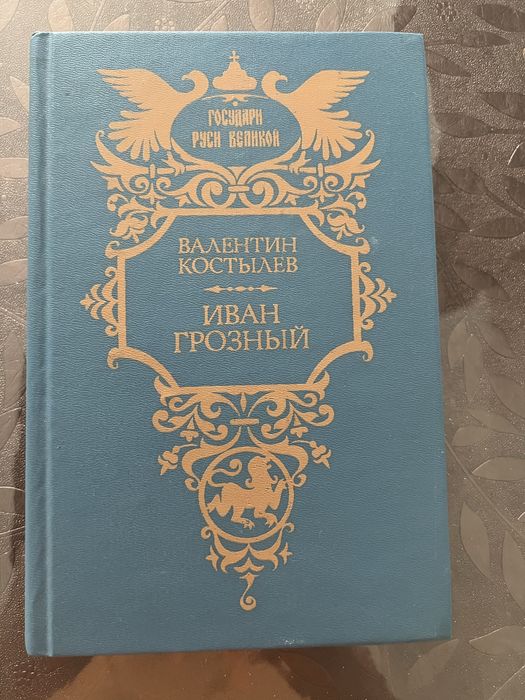 ГОСУДАРИ
РУСИ ВЕЛИКОЙ
ВАЛЕНТИН
КОСТЫЛЕВ
ИВАН
ГРОЗНЫЙ